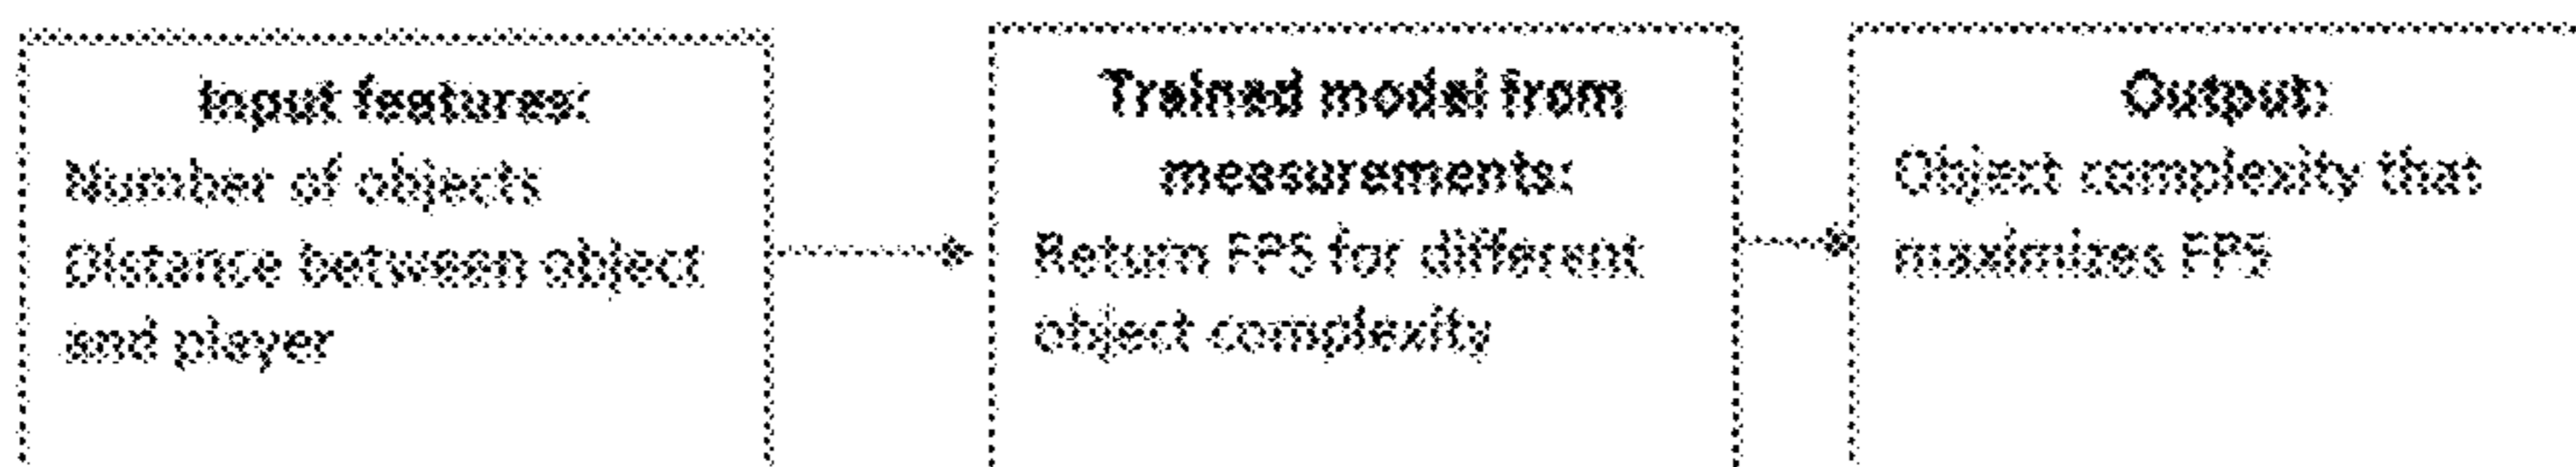 Input features:
Number of objects
Distance between object
and player
Trained model from
measurements:
Return FPS for different
object complexity
Output:
Object complexity that
maximizes FPS